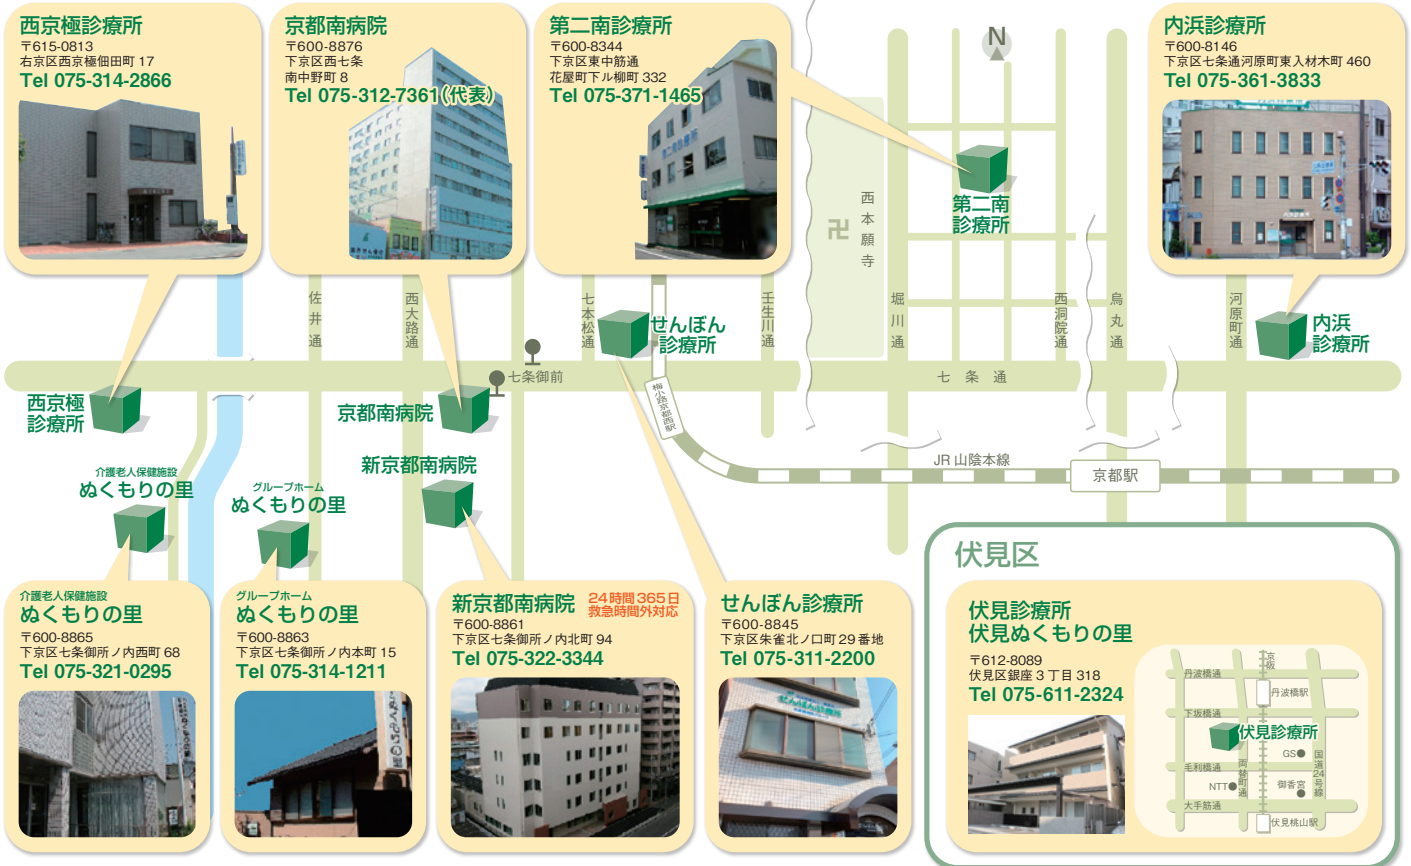 西京極診療所
〒615-0813
右京区西京極佃田町 17
Tel 075-314-2866
京都南病院
〒600-8876
下京区西七条
南中野町 8
Tel 075-312-7361(代表)
第二南診療所
〒600-8344
下京区東中筋通
花屋町下ル柳町 332
Tel 075-371-1465
第二南診療所
内浜診療所
〒600-8146
下京区七条通河原町東入材木町 460
Tel 075-361-3833
内浜診療所
N
西本願寺
卍
第二南
診療所
佐井通
西大路通
七本松通
壬生川通
堀川通
西洞院通
烏丸通
河原町通
せんぼん
診療所
内浜
診療所
七条御前
七条通
梅小路京都西駅
西京極
診療所
京都南病院
新京都南病院
JR 山陰本線
京都駅
介護老人保健施設
ぬくもりの里
グループホーム
ぬくもりの里
介護老人保健施設
ぬくもりの里
〒600-8865
下京区七条御所ノ内西町 68
Tel 075-321-0295
グループホーム
ぬくもりの里
〒600-8863
下京区七条御所ノ内本町 15
Tel 075-314-1211
新京都南病院
24時間365日
救急時間外対応
〒600-8861
下京区七条御所ノ内北町 94
Tel 075-322-3344
せんぼん診療所
〒600-8845
下京区朱雀北ノ口町 29 番地
Tel 075-311-2200
せんぼん診療所
伏見区
伏見診療所
伏見ぬくもりの里
〒612-8089
伏見区銀座 3 丁目 318
Tel 075-611-2324
京阪
丹波橋通
丹波橋駅
下坂橋通
伏見診療所
GS
国道24号線
毛利橋通
両替町通
NTT
御香宮
大手筋通
伏見桃山駅